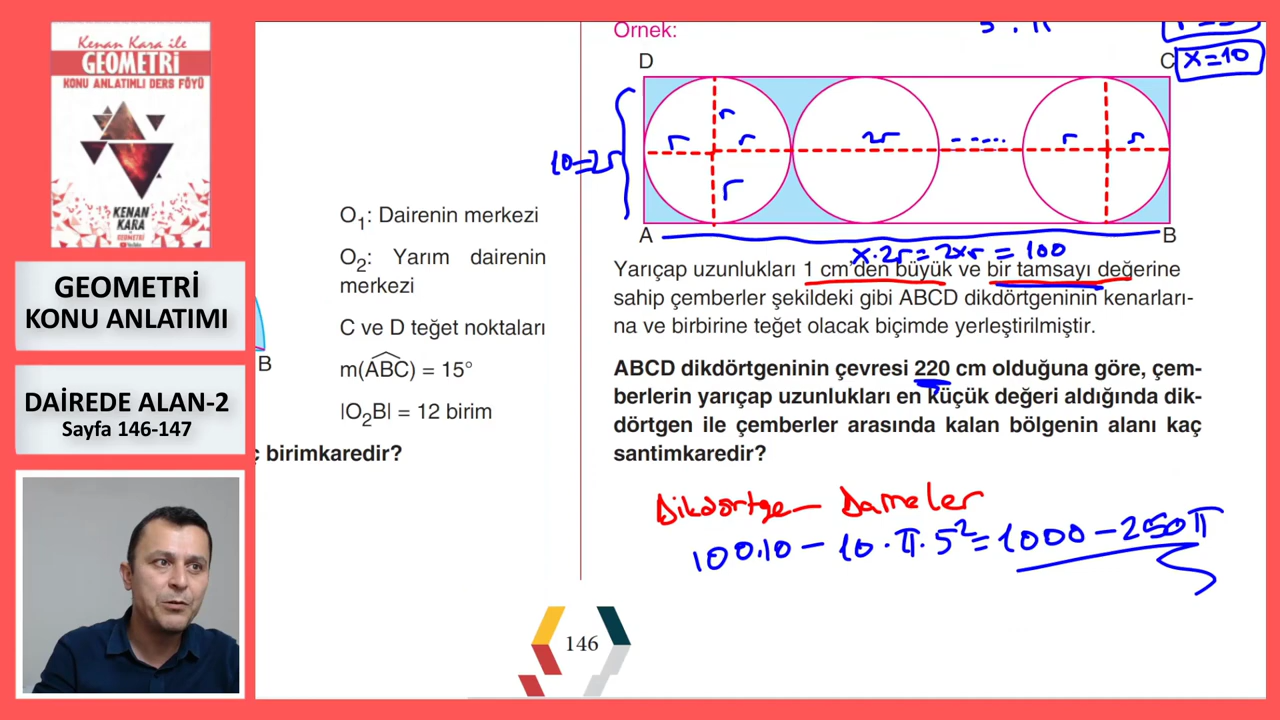 Kenan Kara ile
GEOMETRİ
KONU ANLATIMLI DERS FÖYÜ
KENAN
KARA
GEOMETRİ KONU ANLATIMI
DAİREDE ALAN-2
Sayfa 146-147
B
O1: Dairenin merkezi
O2: Yarım dairenin
merkezi
C ve D teğet noktaları
m(ABC) = 15°
|O2B| = 12 birim
ç birimkaredir?
Örnek:
5 . π
x=10
D
C
r
r
r
r
2r
r
r
10=2r
A
B
x.2r=2xr = 100
Yarıçap uzunlukları 1 cm'den büyük ve bir tamsayı değerine
sahip çemberler şekildeki gibi ABCD dikdörtgeninin kenarları-
na ve birbirine teğet olacak biçimde yerleştirilmiştir.
ABCD dikdörtgeninin çevresi 220 cm olduğuna göre, çem-
berlerin yarıçap uzunlukları en küçük değeri aldığında dik-
dörtgen ile çemberler arasında kalan bölgenin alanı kaç
santimkaredir?
100.10 - 10.π.5²=1000-250π
146